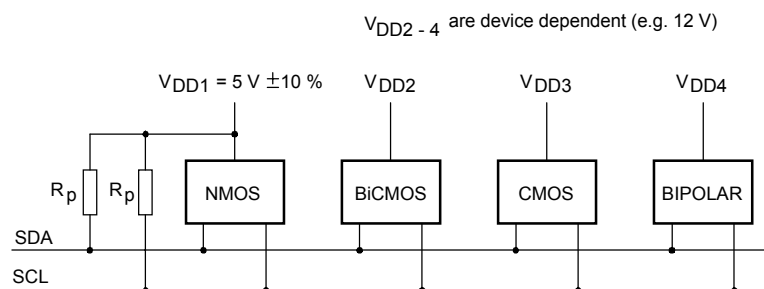 VDD2 - 4 are device dependent (e.g. 12 V)
VDD1 = 5 V ±10 %
VDD2
VDD3
VDD4
Rp
Rp
NMOS
BiCMOS
CMOS
BIPOLAR
SDA
SCL